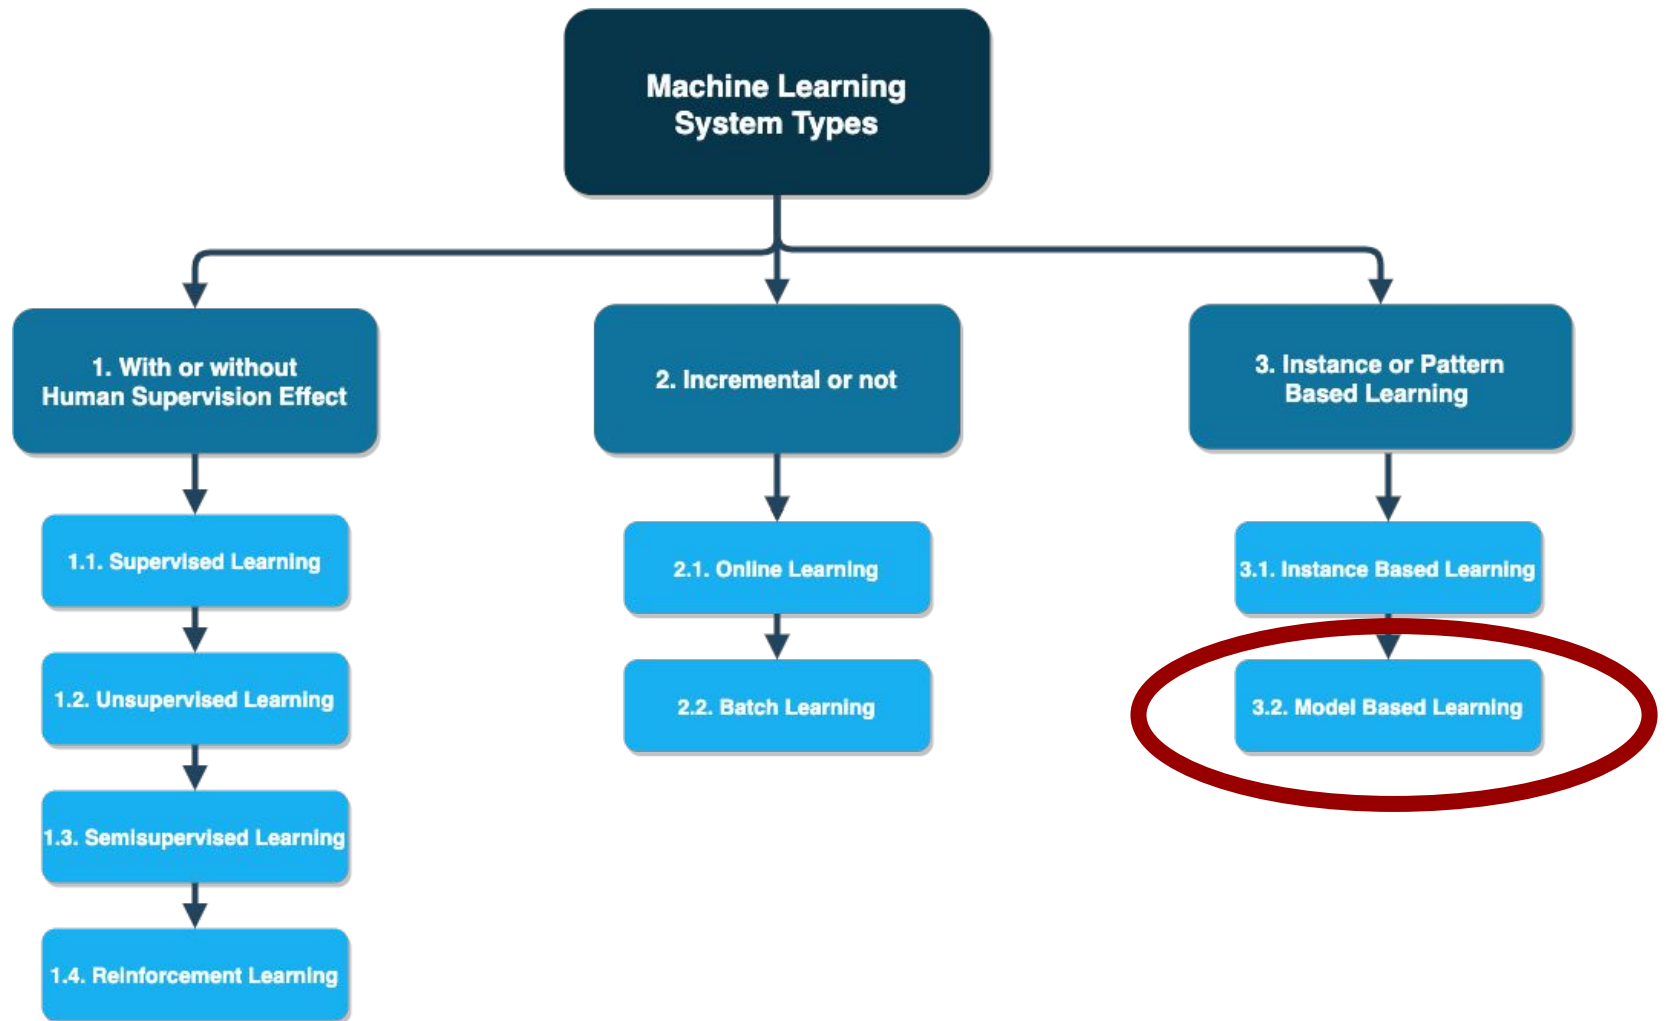 Machine Learning
System Types
1. With or without
Human Supervision Effect
2. Incremental or not
3. Instance or Pattern
Based Learning
1.1. Supervised Learning
1.2. Unsupervised Learning
1.3. Semisupervised Learning
1.4. Reinforcement Learning
2.1. Online Learning
2.2. Batch Learning
3.1. Instance Based Learning
3.2. Model Based Learning